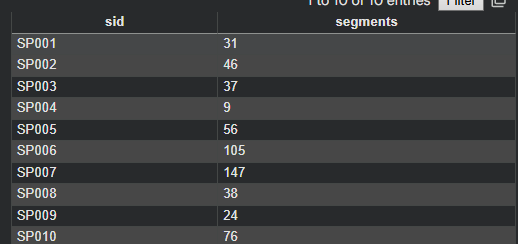 1 to 10 of 10 entries Filter
sid segments
SP001 31
SP002 46
SP003 37
SP004 9
SP005 56
SP006 105
SP007 147
SP008 38
SP009 24
SP010 76